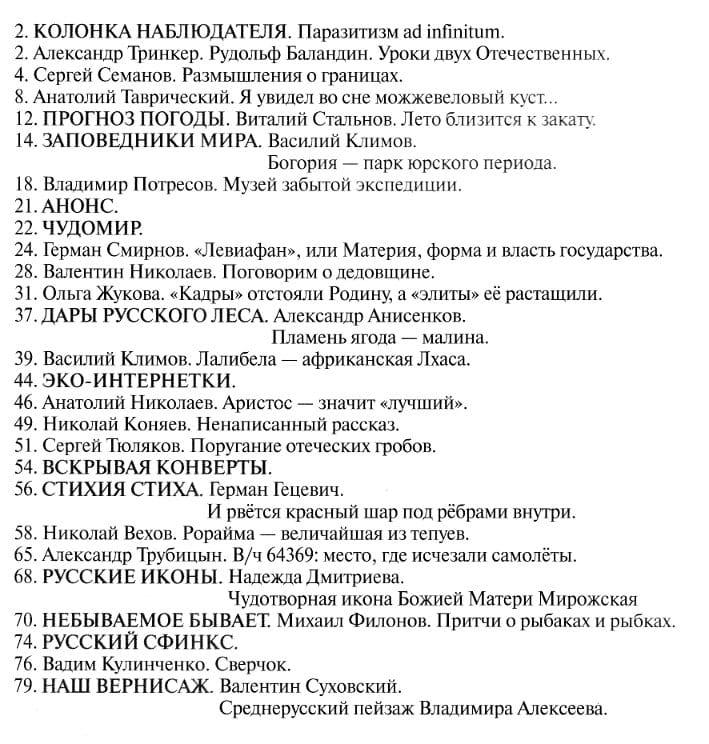 2. КОЛОНКА НАБЛЮДАТЕЛЯ. Паразитизм ad infinitum.
2. Александр Тринкер. Рудольф Баландин. Уроки двух Отечественных.
4. Сергей Семанов. Размышления о границах.
8. Анатолий Таврический. Я увидел во сне можжевеловый куст...
12. ПРОГНОЗ ПОГОДЫ. Виталий Стальнов. Лето близится к закату.
14. ЗАПОВЕДНИКИ МИРА. Василий Климов.
Богория — парк юрского периода.
18. Владимир Потресов. Музей забытой экспедиции.
21. АНОНС.
22. ЧУДОМИР.
24. Герман Смирнов. «Левиафан», или Материя, форма и власть государства.
28. Валентин Николаев. Поговорим о дедовщине.
31. Ольга Жукова. «Кадры» отстояли Родину, а «элиты» её растащили.
37. ДАРЫ РУССКОГО ЛЕСА. Александр Анисенков.
Пламень ягода — малина.
39. Василий Климов. Лалибела — африканская Лхаса.
44. ЭКО-ИНТЕРНЕТКИ.
46. Анатолий Николаев. Аристос — значит «лучший».
49. Николай Коняев. Ненаписанный рассказ.
51. Сергей Тюляков. Поругание отеческих гробов.
54. ВСКРЫВАЯ КОНВЕРТЫ.
56. СТИХИЯ СТИХА. Герман Гецевич.
И рвётся красный шар под рёбрами внутри.
58. Николай Вехов. Рорайма — величайшая из тепуев.
65. Александр Трубицын. В/ч 64369: место, где исчезали самолёты.
68. РУССКИЕ ИКОНЫ. Надежда Дмитриева.
Чудотворная икона Божией Матери Мирожская
70. НЕБЫВАЕМОЕ БЫВАЕТ. Михаил Филонов. Притчи о рыбаках и рыбках.
74. РУССКИЙ СФИНКС.
76. Вадим Кулинченко. Сверчок.
79. НАШ ВЕРНИСАЖ. Валентин Суховский.
Среднерусский пейзаж Владимира Алексеева.